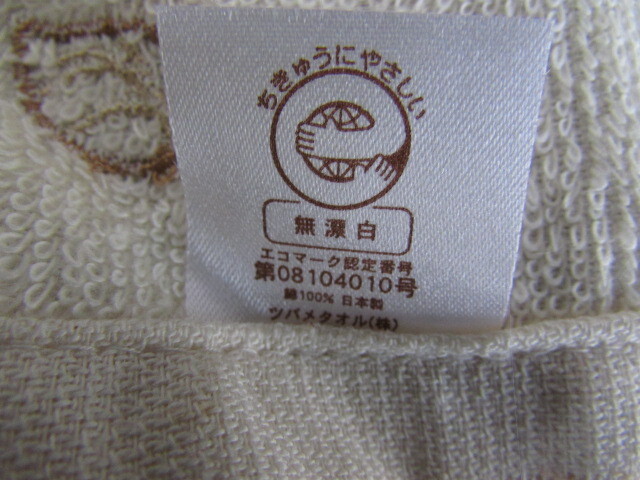 ちきゅうにやさしい
無漂白
エコマーク認定番号
第08104010号
綿100% 日本製
ツバメタオル(株)